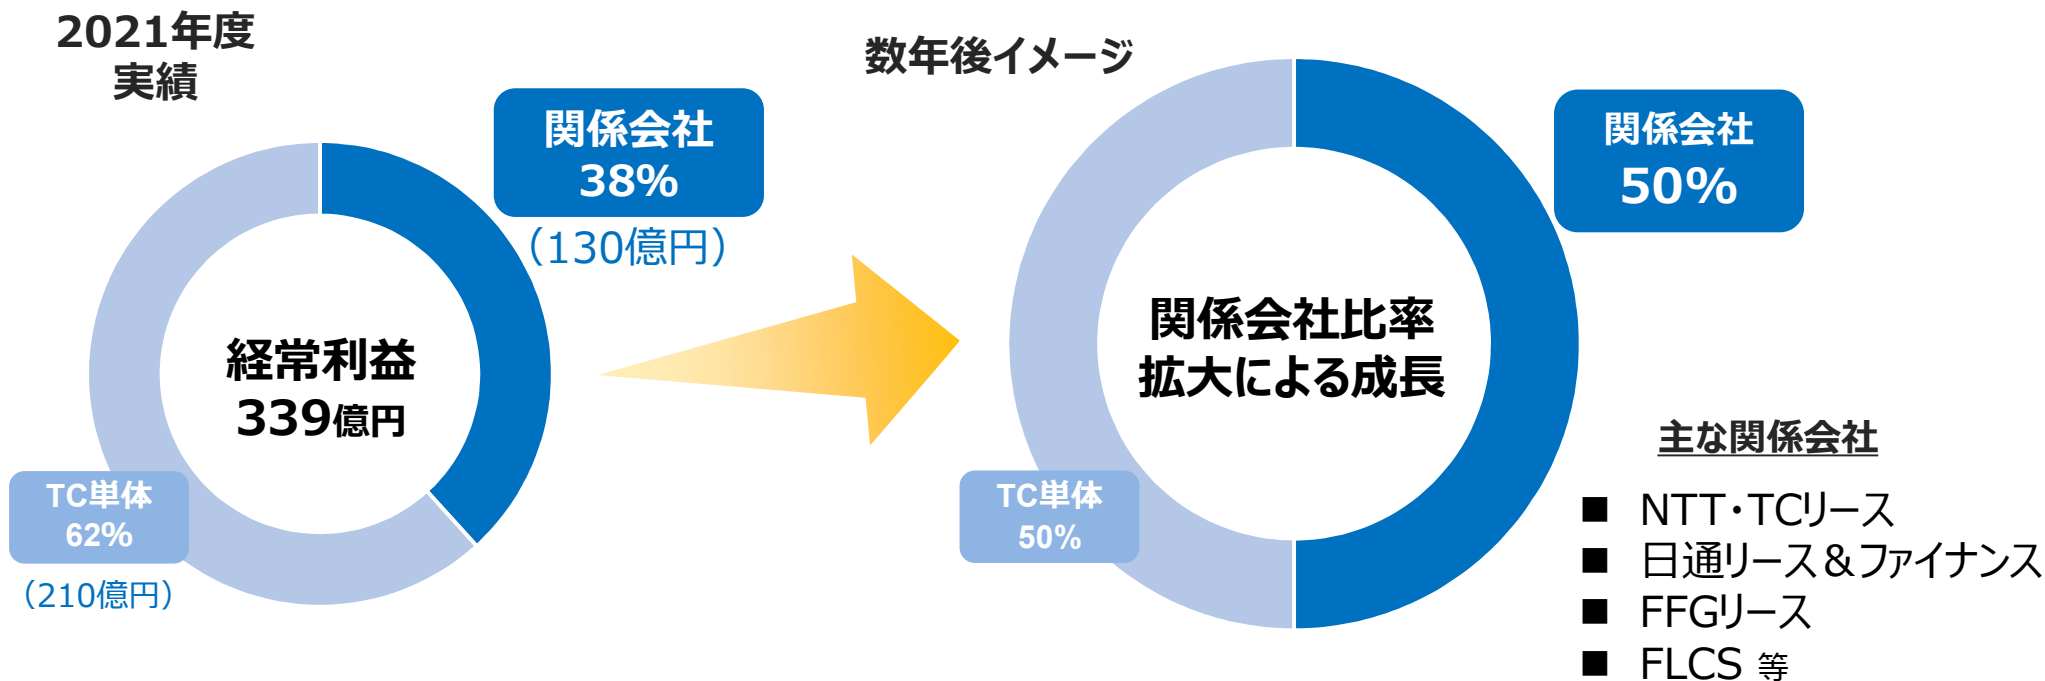 2021年度
実績
関係会社
38%
（130億円）
経常利益
339億円
TC単体
62%
（210億円）
数年後イメージ
関係会社
50%
関係会社比率
拡大による成長
TC単体
50%
主な関係会社
■ NTT・TCリース
■ 日通リース＆ファイナンス
■ FFGリース
■ FLCS 等